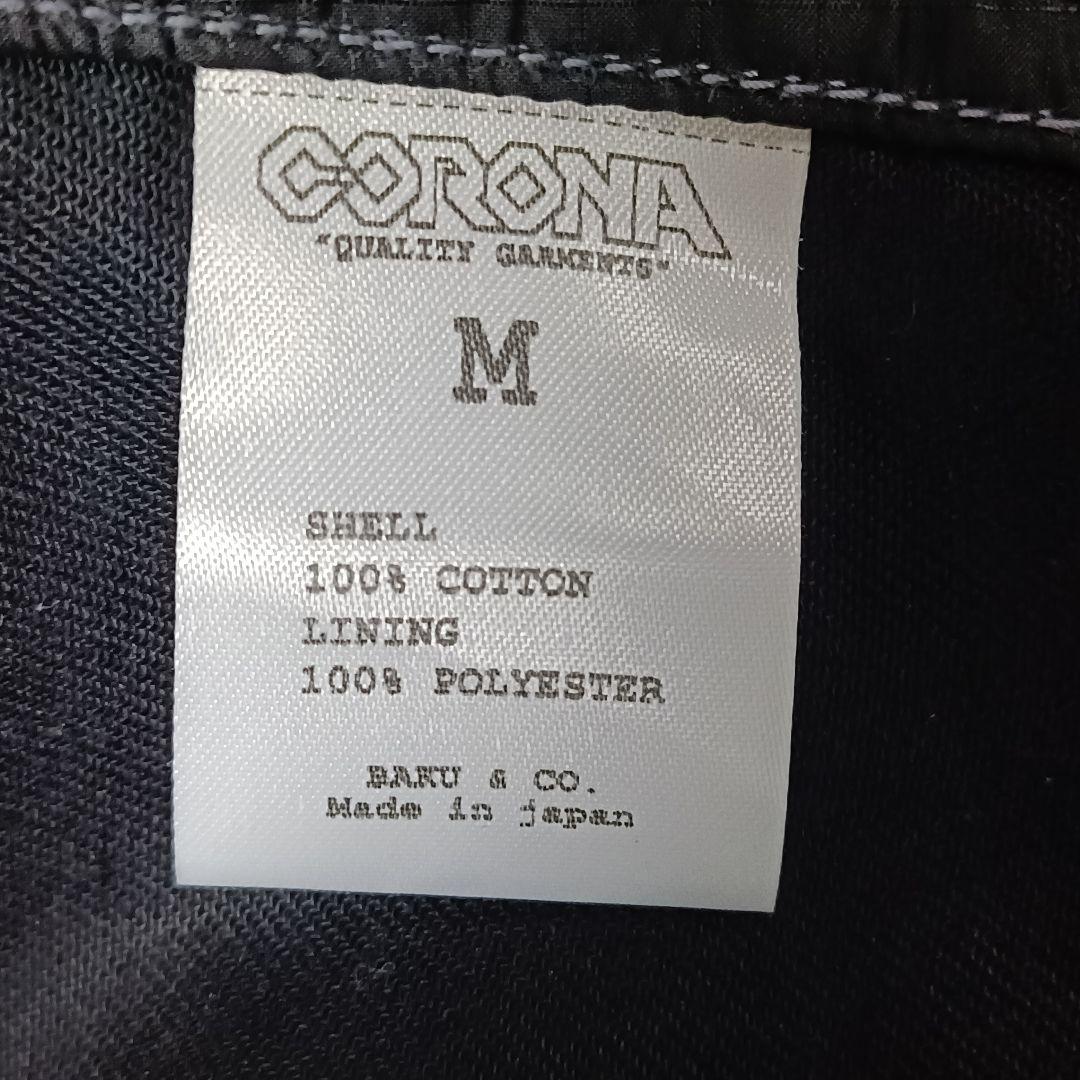 CORONA
"QUALITY GARMENTS"
M
SHELL
100% COTTON
LINING
100% POLYESTER
BAKU & CO.
Made in japan